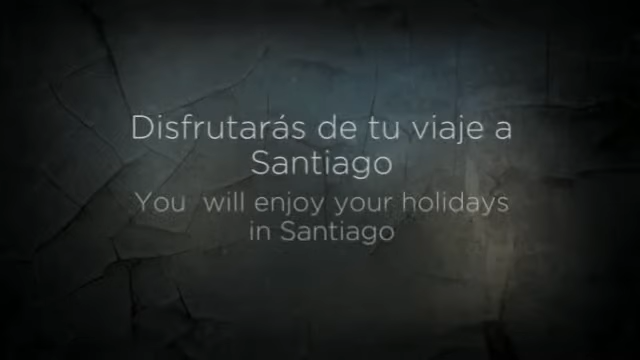 Disfrutarás de tu viaje a
Santiago
You will enjoy your holidays
in Santiago